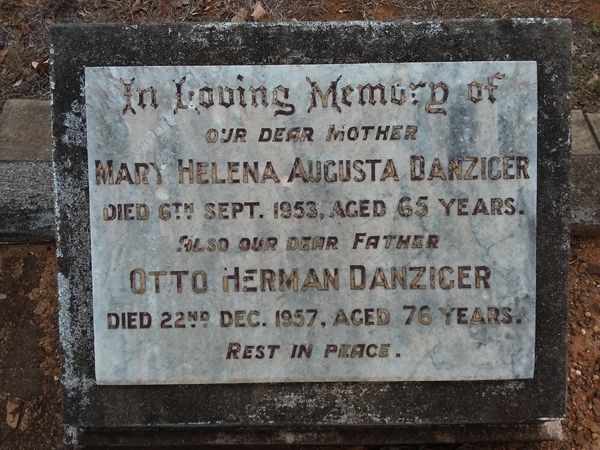 In Loving Memory of
OUR DEAR MOTHER
MARY HELENA AUGUSTA DANZIGER
DIED 6TH SEPT. 1953, AGED 65 YEARS.
ALSO OUR DEAR FATHER
OTTO HERMAN DANZIGER
DIED 22ND DEC. 1957, AGED 76 YEARS.
REST IN PEACE.